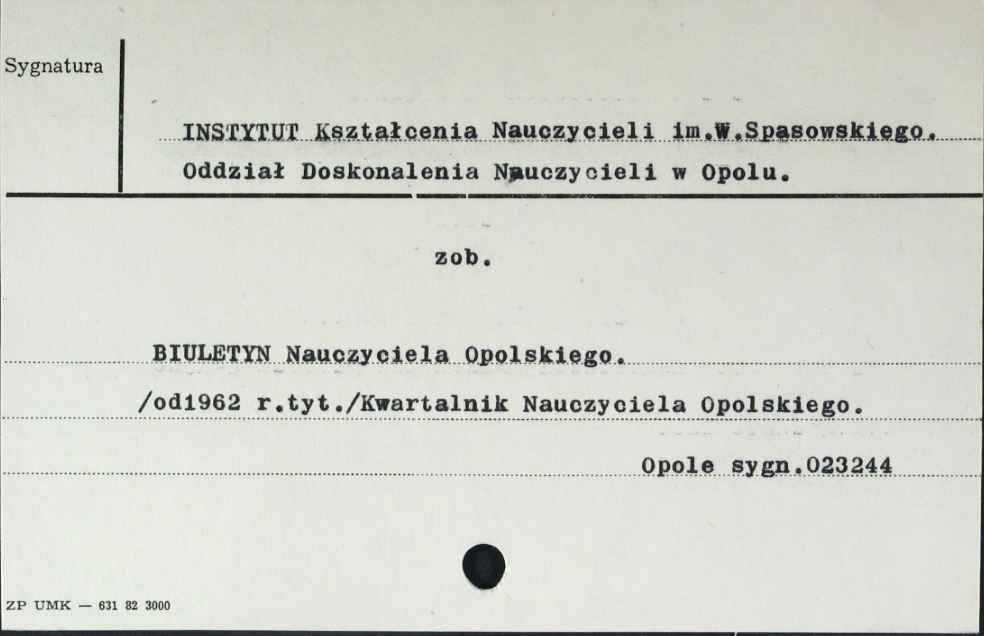 Sygnatura
INSTYTUT Kształcenia Nauczycieli im.W.Spasowskiego.
Oddział Doskonalenia Nauczycieli w Opolu.
zob.
BIULETYN Nauczyciela Opolskiego.
/od1962 r.tyt./Kwartalnik Nauczyciela Opolskiego.
Opole sygn.023244
ZP UMK — 631 82 3000